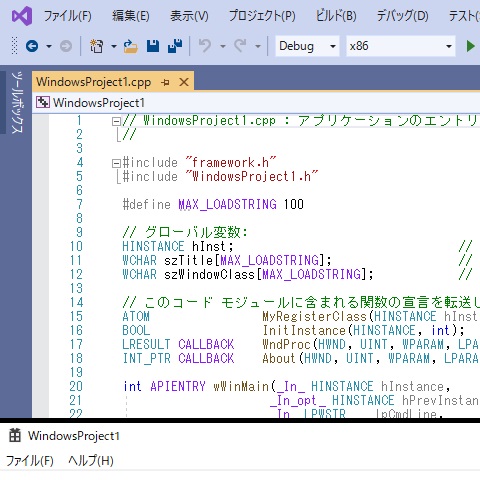 ファイル(F) 編集(E) 表示(V) プロジェクト(P) ビルド(B) デバッグ(D) テスト(
Debug x86
ツールボックス
WindowsProject1.cpp
WindowsProject1
1 // WindowsProject1.cpp : アプリケーションのエントリ
2 //
3
4 #include "framework.h"
5 #include "WindowsProject1.h"
6
7 #define MAX_LOADSTRING 100
8
9 // グローバル変数:
10 HINSTANCE hInst; //
11 WCHAR szTitle[MAX_LOADSTRING]; //
12 WCHAR szWindowClass[MAX_LOADSTRING]; //
13
14 // このコード モジュールに含まれる関数の宣言を転送し
15 ATOM MyRegisterClass(HINSTANCE hInst
16 BOOL InitInstance(HINSTANCE, int);
17 LRESULT CALLBACK WndProc(HWND, UINT, WPARAM, LPA
18 INT_PTR CALLBACK About(HWND, UINT, WPARAM, LPARA
19
20 int APIENTRY wWinMain(_In_ HINSTANCE hInstance,
21 _In_opt_ HINSTANCE hPrevInstan
22 _In_ LPWSTR lpCmdLine,
WindowsProject1
ファイル(F) ヘルプ(H)